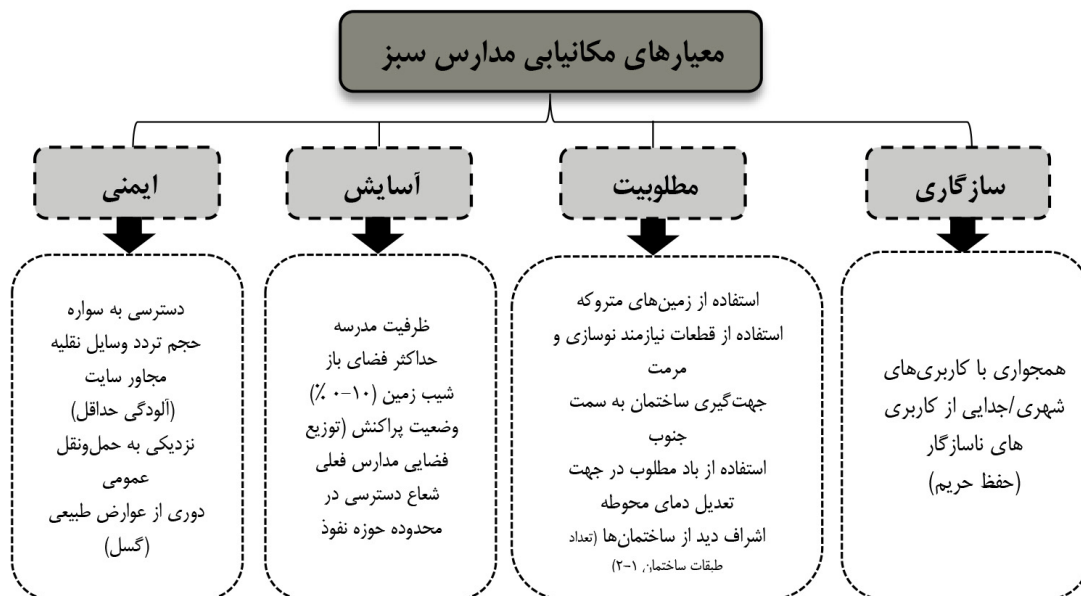 معیارهای مکانیابی مدارس سبز
سازگاری
همجواری با کاربری‌های
شهری/جدایی از کاربری
های ناسازگار
(حفظ حریم)
مطلوبیت
استفاده از زمین‌های متروکه
استفاده از قطعات نیازمند نوسازی و
مرمت
جهت‌گیری ساختمان به سمت
جنوب
استفاده از باد مطلوب در جهت
تعدیل دمای محوطه
اشراف دید از ساختمان‌ها (تعداد
طبقات ساختمان ۱-۲)
آسایش
ظرفیت مدرسه
حداکثر فضای باز
شیب زمین (۱۰-۰ ٪)
وضعیت پراکنش (توزیع
فضایی مدارس فعلی
شعاع دسترسی در
محدوده حوزه نفوذ
ایمنی
دسترسی به سواره
حجم تردد وسایل نقلیه
مجاور سایت
(آلودگی حداقل)
نزدیکی به حمل‌ونقل
عمومی
دوری از عوارض طبیعی
(گسل)